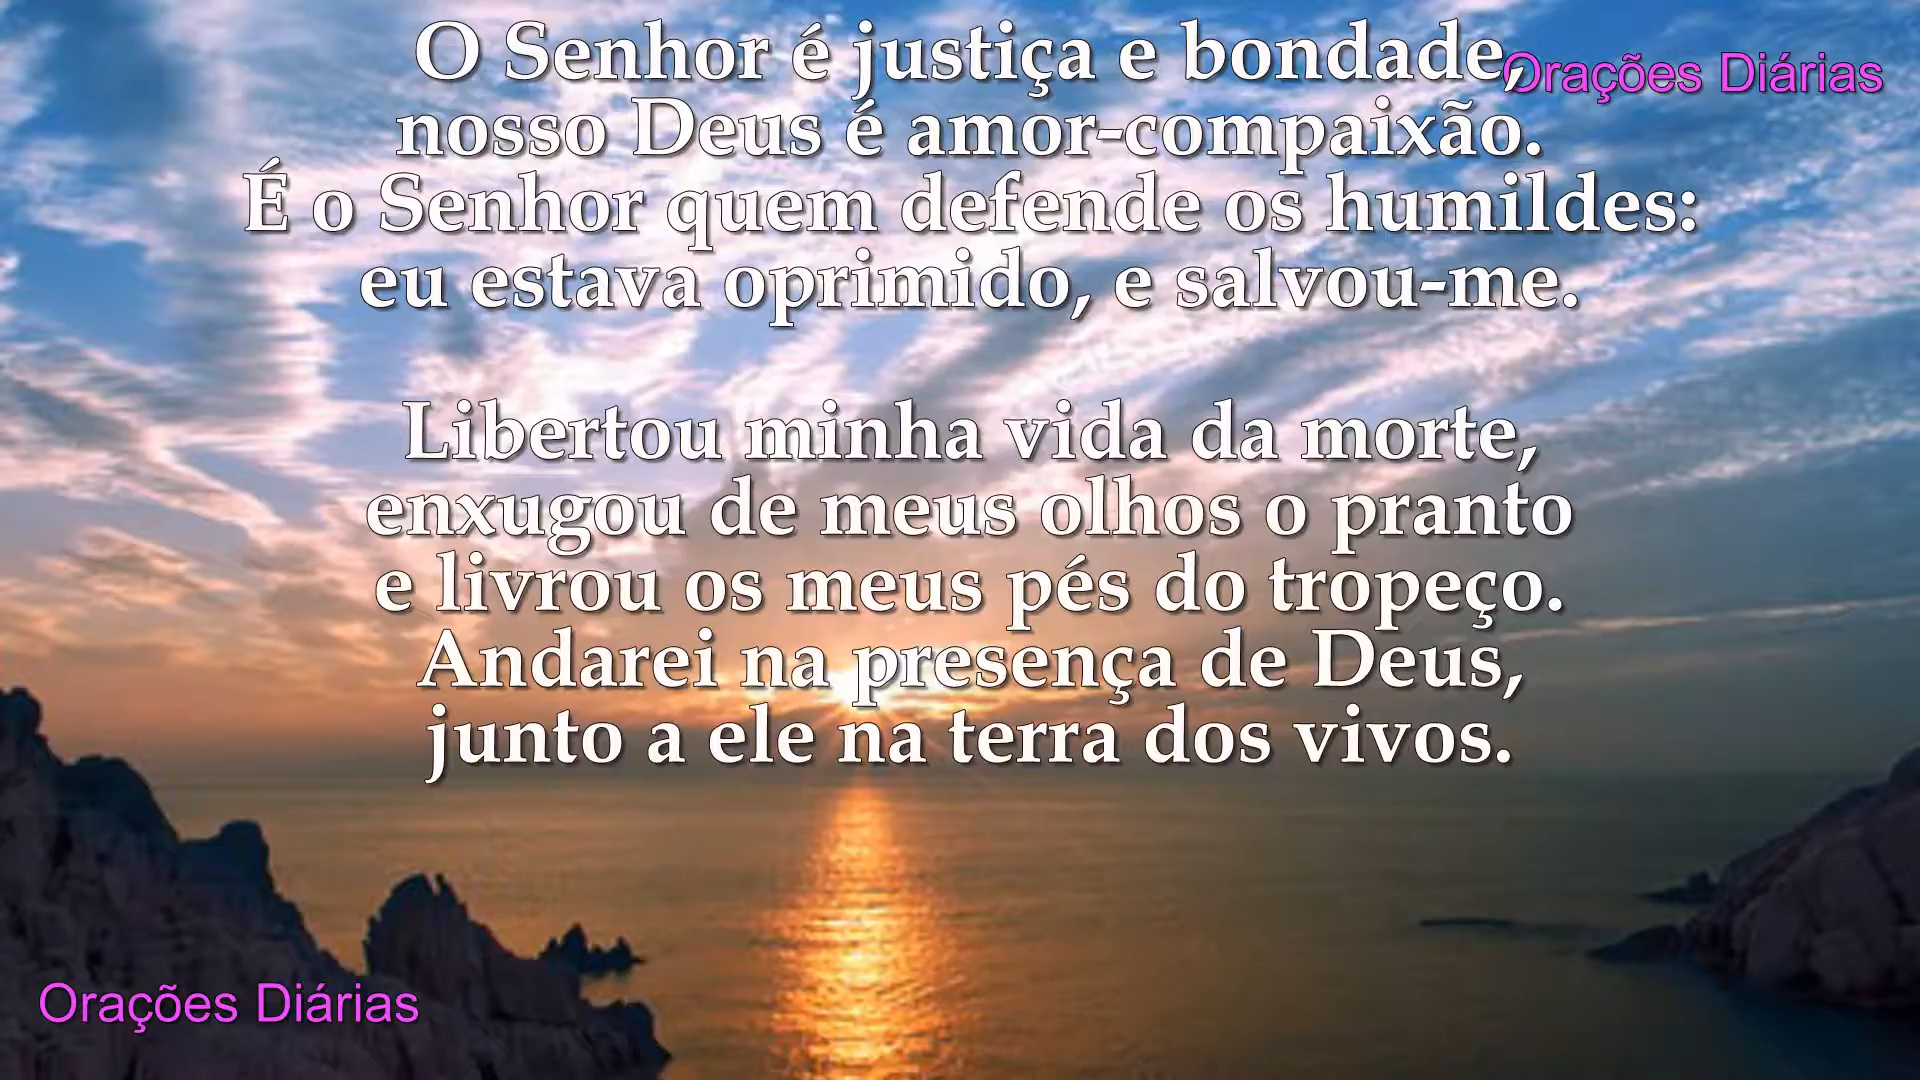 O Senhor é justiça e bondade,
Orações Diárias
nosso Deus é amor-compaixão.
É o Senhor quem defende os humildes:
eu estava oprimido, e salvou-me.
Libertou minha vida da morte,
enxugou de meus olhos o pranto
e livrou os meus pés do tropeço.
Andarei na presença de Deus,
junto a ele na terra dos vivos.
Orações Diárias